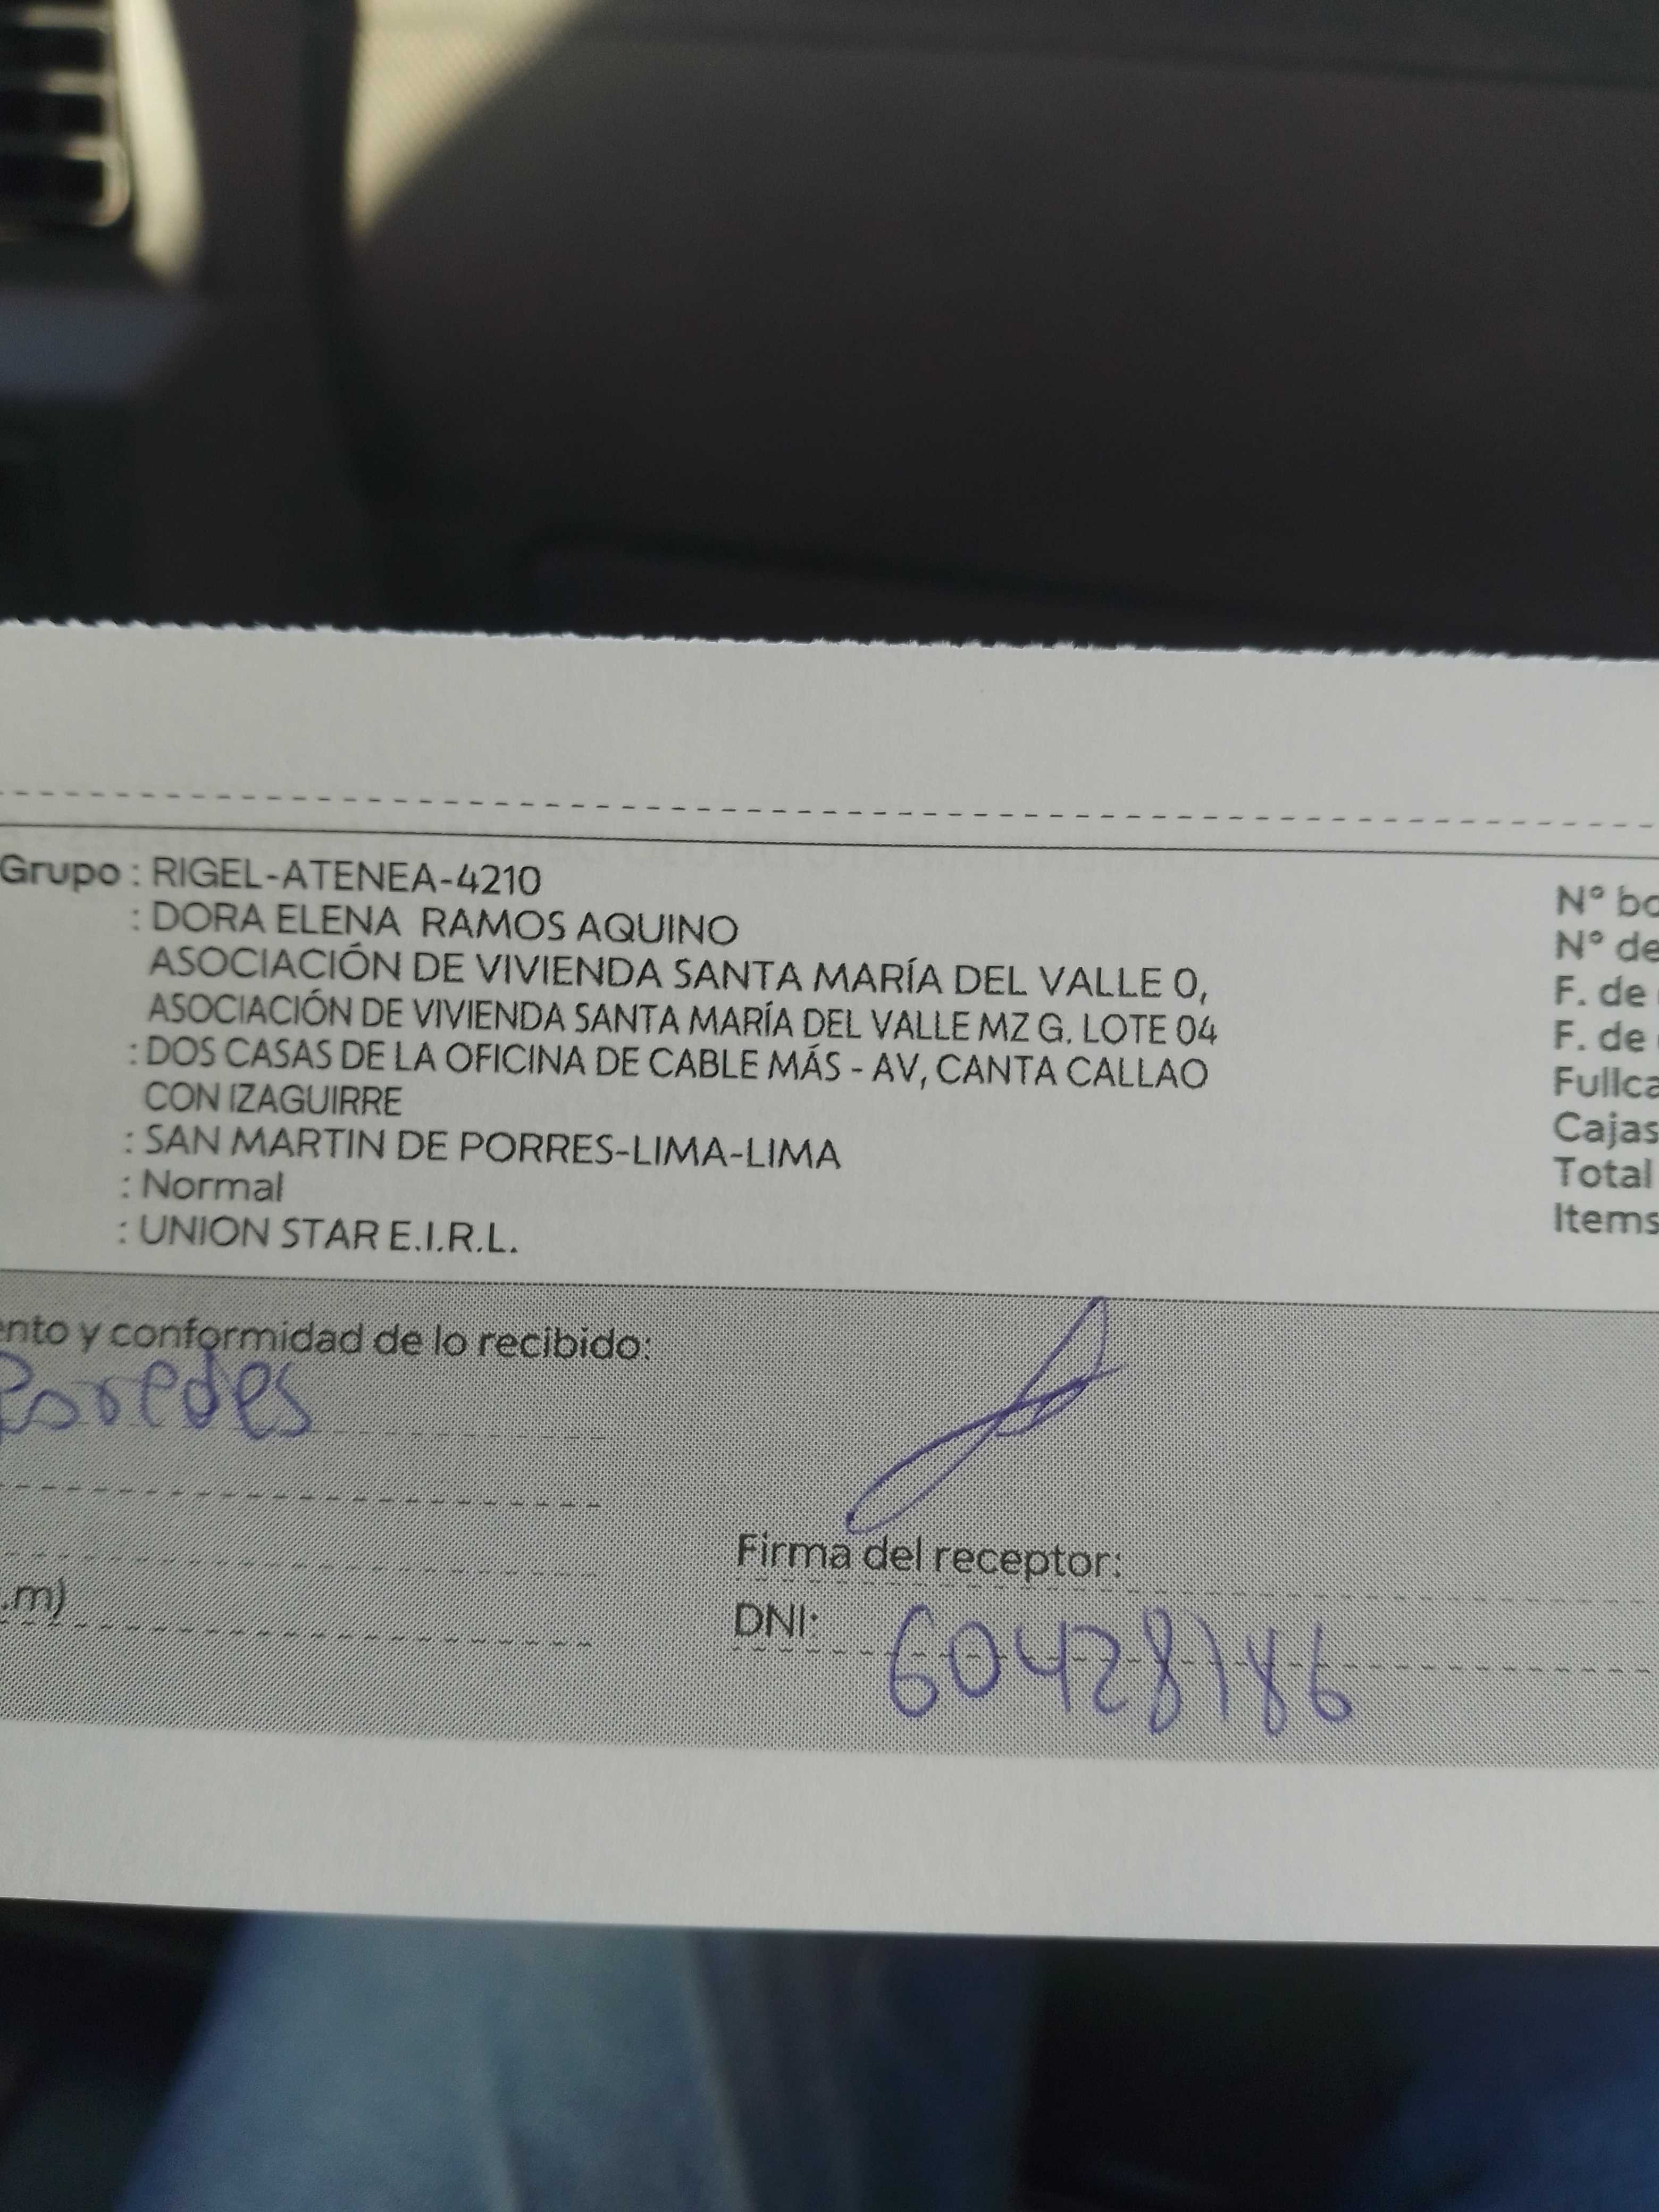 Grupo : RIGEL-ATENEA-4210
: DORA ELENA RAMOS AQUINO
ASOCIACIÓN DE VIVIENDA SANTA MARÍA DEL VALLE 0,
ASOCIACIÓN DE VIVIENDA SANTA MARÍA DEL VALLE MZ G. LOTE 04
: DOS CASAS DE LA OFICINA DE CABLE MÁS - AV, CANTA CALLAO
CON IZAGUIRRE
: SAN MARTIN DE PORRES-LIMA-LIMA
: Normal
: UNION STAR E.I.R.L.
N° bo
N° de
F. de
F. de
Fullca
Cajas
Total
Items
ento y conformidad de lo recibido:
Paredes
.m)
Firma del receptor:
DNI: 60428186